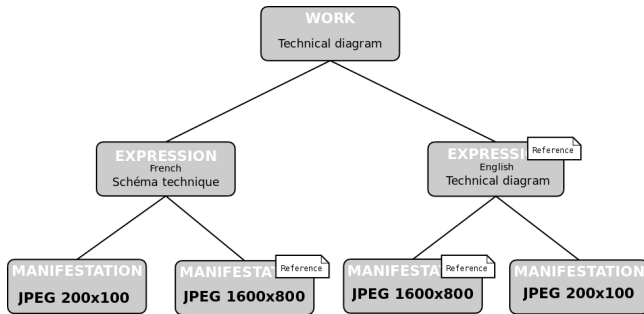 WORK
Technical diagram
EXPRESSION
French
Schéma technique
EXPRESSI
Reference
English
Technical diagram
MANIFESTATION
JPEG 200x100
MANIFESTAT
Reference
JPEG 1600x800
MANIFESTAT
Reference
JPEG 1600x800
MANIFESTATION
JPEG 200x100